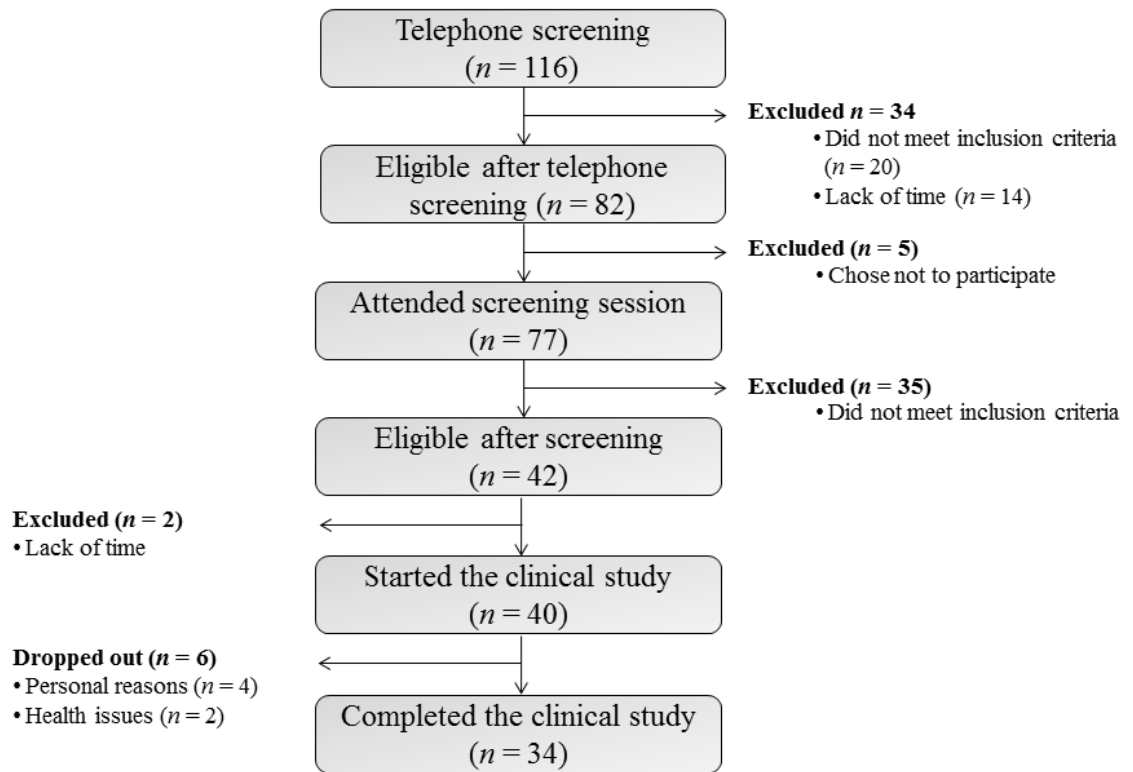 Telephone screening
(n = 116)
Excluded n = 34
• Did not meet inclusion criteria
(n = 20)
• Lack of time (n = 14)
Eligible after telephone
screening (n = 82)
Excluded (n = 5)
• Chose not to participate
Attended screening session
(n = 77)
Excluded (n = 35)
• Did not meet inclusion criteria
Eligible after screening
(n = 42)
Excluded (n = 2)
• Lack of time
Started the clinical study
(n = 40)
Dropped out (n = 6)
• Personal reasons (n = 4)
• Health issues (n = 2)
Completed the clinical study
(n = 34)